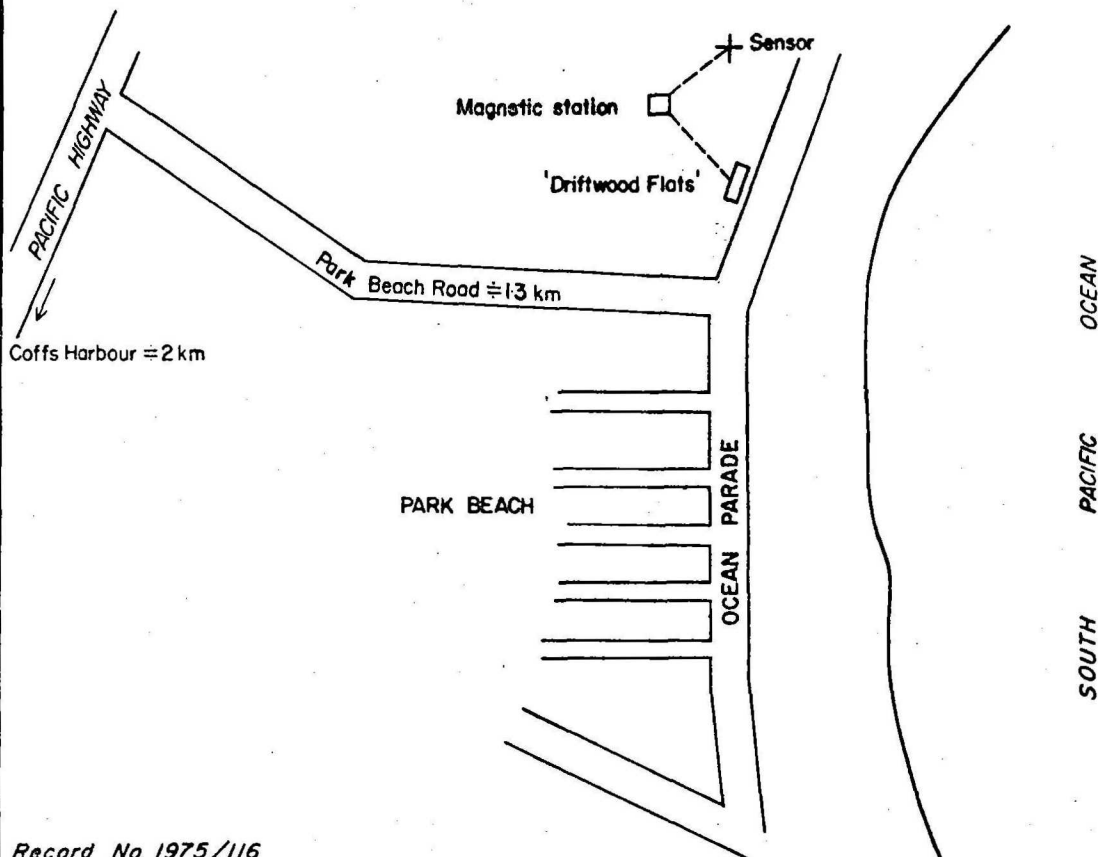 Sensor
Magnetic station
'Driftwood Flats'
PACIFIC HIGHWAY
Park Beach Road ≑ 1·3 km
Coffs Harbour ≑ 2 km
PARK BEACH
OCEAN PARADE
SOUTH PACIFIC OCEAN
Record No 1975/116